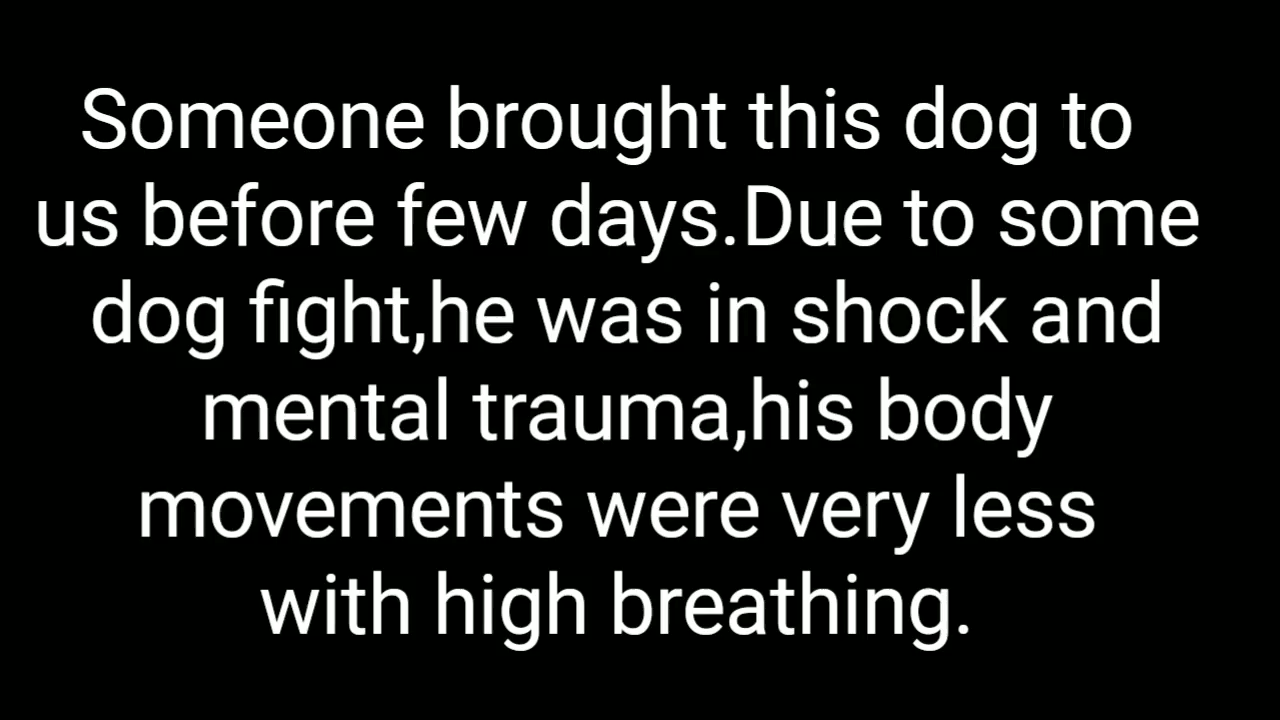 Someone brought this dog to
us before few days.Due to some
dog fight,he was in shock and
mental trauma,his body
movements were very less
with high breathing.